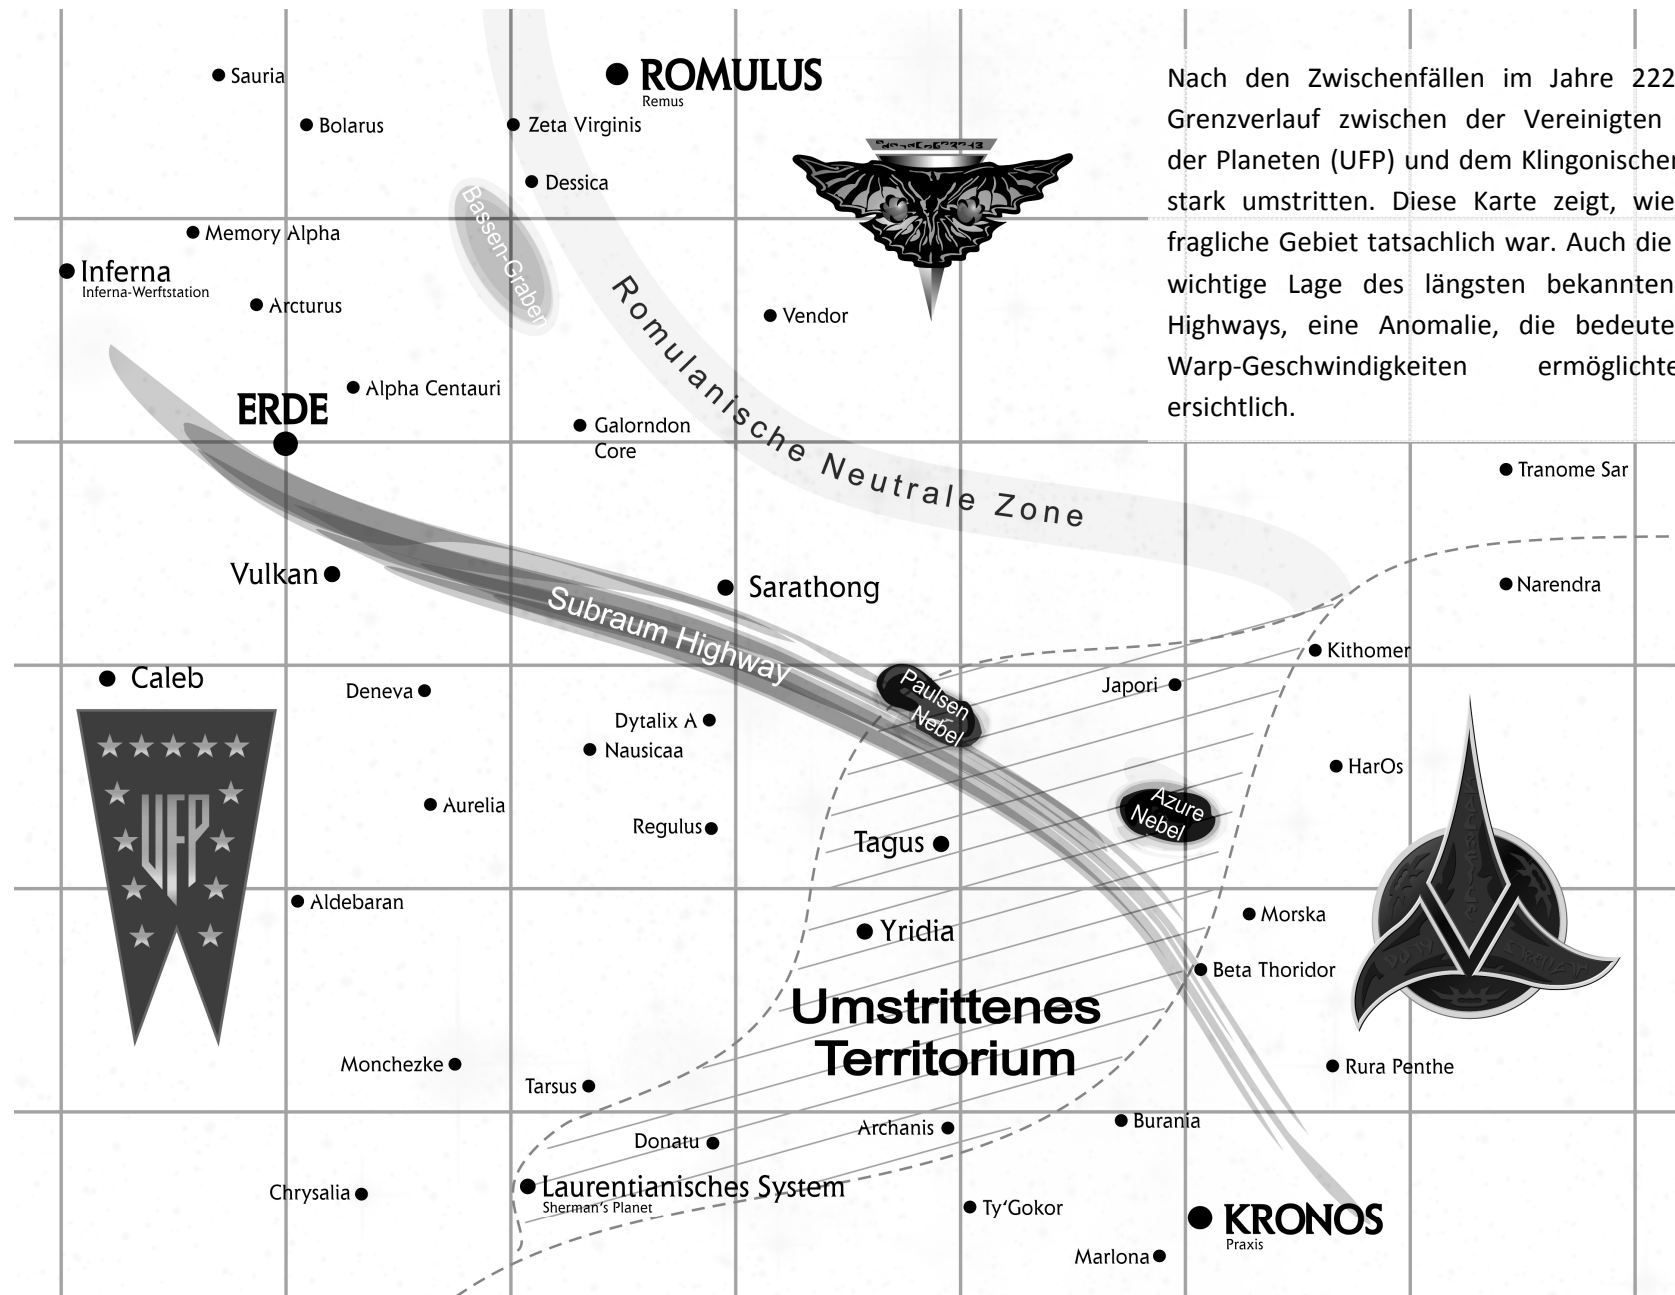 Sauria
ROMULUS
Remus
Bolarus
Zeta Virginis
Dessica
Nach den Zwischenfällen im Jahre 222
Grenzverlauf zwischen der Vereinigten
der Planeten (UFP) und dem Klingonischen
stark umstritten. Diese Karte zeigt, wie
fragliche Gebiet tatsachlich war. Auch die
wichtige Lage des längsten bekannten
Highways, eine Anomalie, die bedeute
Warp-Geschwindigkeiten ermöglichte
ersichtlich.
Bassen-Graben
Memory Alpha
Inferna
Inferna-Werftstation
Arcturus
Vendor
Romulanische Neutrale Zone
Alpha Centauri
ERDE
Galorndon
Core
Tranome Sar
Vulkan
Sarathong
Narendra
Subraum Highway
Kithomer
Caleb
Deneva
Paulsen
Nebel
Japori
Dytalix A
Nausicaa
HarOs
UFP
Aurelia
Regulus
Azure
Nebel
Tagus
Aldebaran
Yridia
Morska
Beta Thoridor
Umstrittenes
Territorium
Monchezke
Tarsus
Rura Penthe
Donatu
Archanis
Burania
Chrysalia
Laurentianisches System
Sherman's Planet
Ty'Gokor
KRONOS
Praxis
Marlona